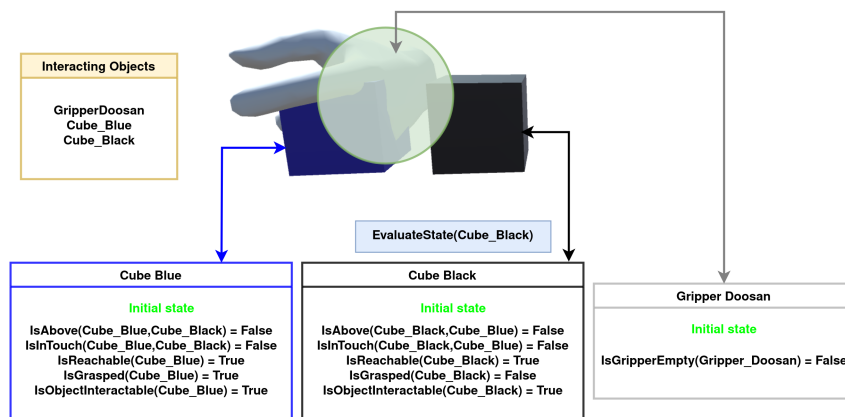 Interacting Objects
GripperDoosan
Cube_Blue
Cube_Black
EvaluateState(Cube_Black)
Cube Blue
Initial state
IsAbove(Cube_Blue,Cube_Black) = False
IsInTouch(Cube_Blue,Cube_Black) = False
IsReachable(Cube_Blue) = True
IsGrasped(Cube_Blue) = True
IsObjectInteractable(Cube_Blue) = True
Cube Black
Initial state
IsAbove(Cube_Black,Cube_Blue) = False
IsInTouch(Cube_Black,Cube_Blue) = False
IsReachable(Cube_Black) = True
IsGrasped(Cube_Black) = False
IsObjectInteractable(Cube_Black) = True
Gripper Doosan
Initial state
IsGripperEmpty(Gripper_Doosan) = False